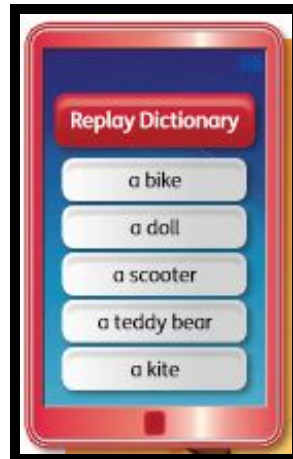 Replay Dictionary
a bike
a doll
a scooter
a teddy bear
a kite